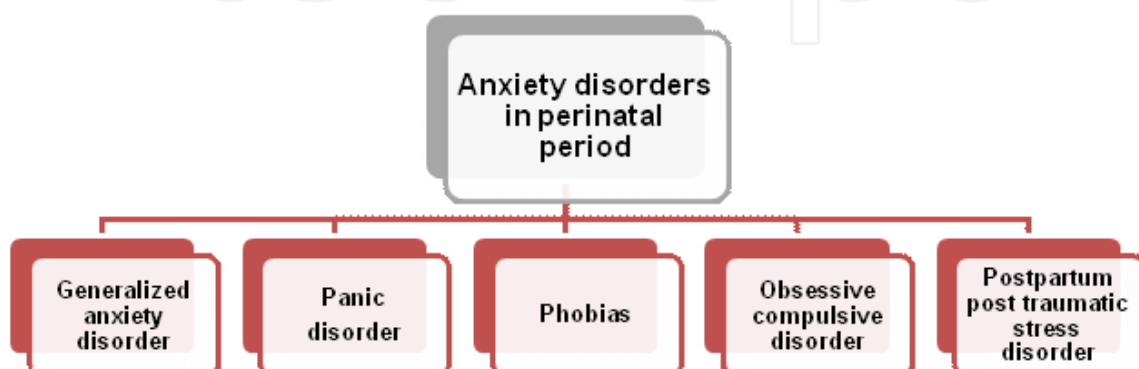 Anxiety disorders
in perinatal
period
Generalized
anxiety
disorder
Panic
disorder
Phobias
Obsessive
compulsive
disorder
Postpartum
post traumatic
stress
disorder